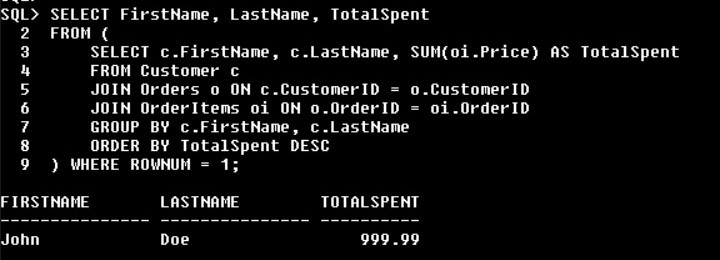 SQL> SELECT FirstName, LastName, TotalSpent
  2  FROM (
  3      SELECT c.FirstName, c.LastName, SUM(oi.Price) AS TotalSpent
  4      FROM Customer c
  5      JOIN Orders o ON c.CustomerID = o.CustomerID
  6      JOIN OrderItems oi ON o.OrderID = oi.OrderID
  7      GROUP BY c.FirstName, c.LastName
  8      ORDER BY TotalSpent DESC
  9  ) WHERE ROWNUM = 1;
FIRSTNAME       LASTNAME        TOTALSPENT
--------------- --------------- ----------
John            Doe                 999.99